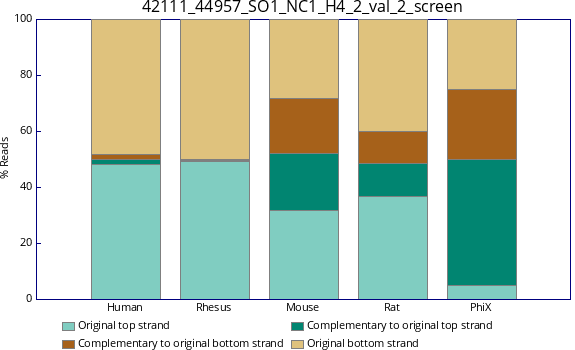 42111_44957_SO1_NC1_H4_2_val_2_screen
100
80
60
40
20
0
% Reads
Human Rhesus Mouse Rat PhiX
Original top strand Complementary to original top strand
Complementary to original bottom strand Original bottom strand